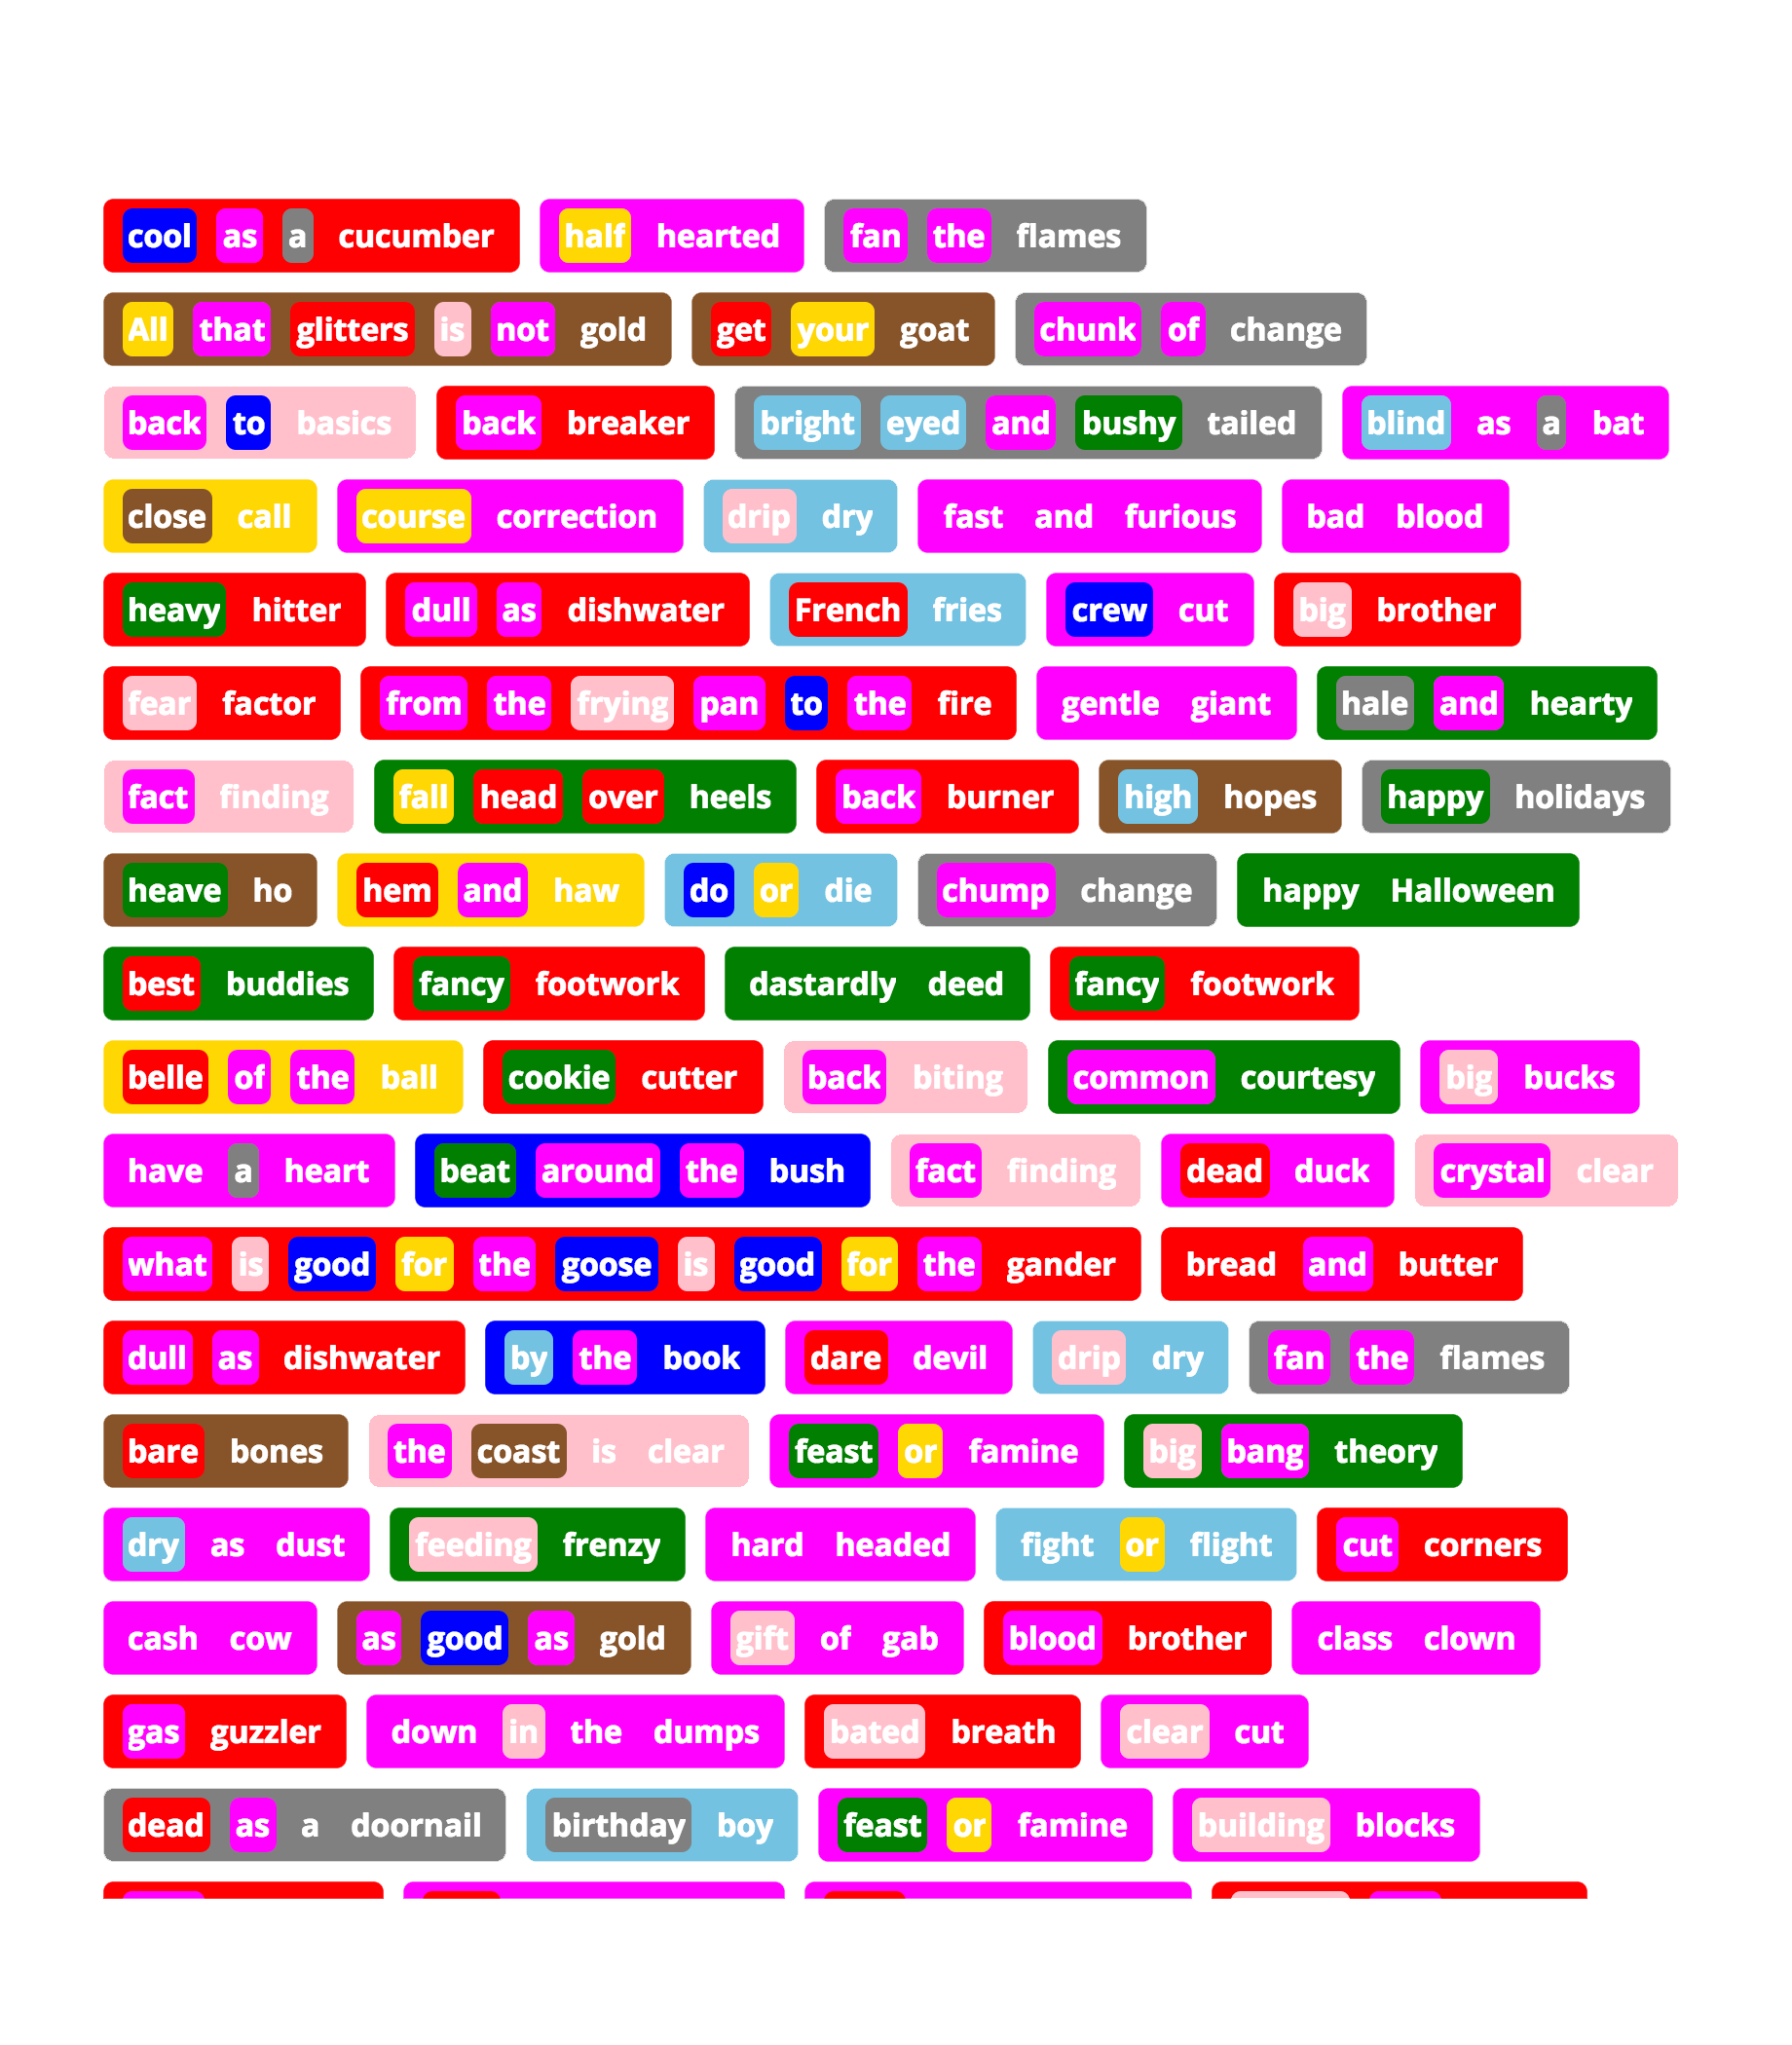 cool as a cucumber half hearted fan the flames
All that glitters is not gold get your goat chunk of change
back to basics back breaker bright eyed and bushy tailed blind as a bat
close call course correction drip dry fast and furious bad blood
heavy hitter dull as dishwater French fries crew cut big brother
fear factor from the frying pan to the fire gentle giant hale and hearty
fact finding fall head over heels back burner high hopes happy holidays
heave ho hem and haw do or die chump change happy Halloween
best buddies fancy footwork dastardly deed fancy footwork
belle of the ball cookie cutter back biting common courtesy big bucks
have a heart beat around the bush fact finding dead duck crystal clear
what is good for the goose is good for the gander bread and butter
dull as dishwater by the book dare devil drip dry fan the flames
bare bones the coast is clear feast or famine big bang theory
dry as dust feeding frenzy hard headed fight or flight cut corners
cash cow as good as gold gift of gab blood brother class clown
gas guzzler down in the dumps bated breath clear cut
dead as a doornail birthday boy feast or famine building blocks